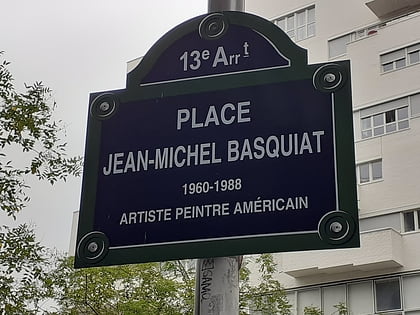 13e Arrt
PLACE
JEAN-MICHEL BASQUIAT
1960-1988
ARTISTE PEINTRE AMÉRICAIN